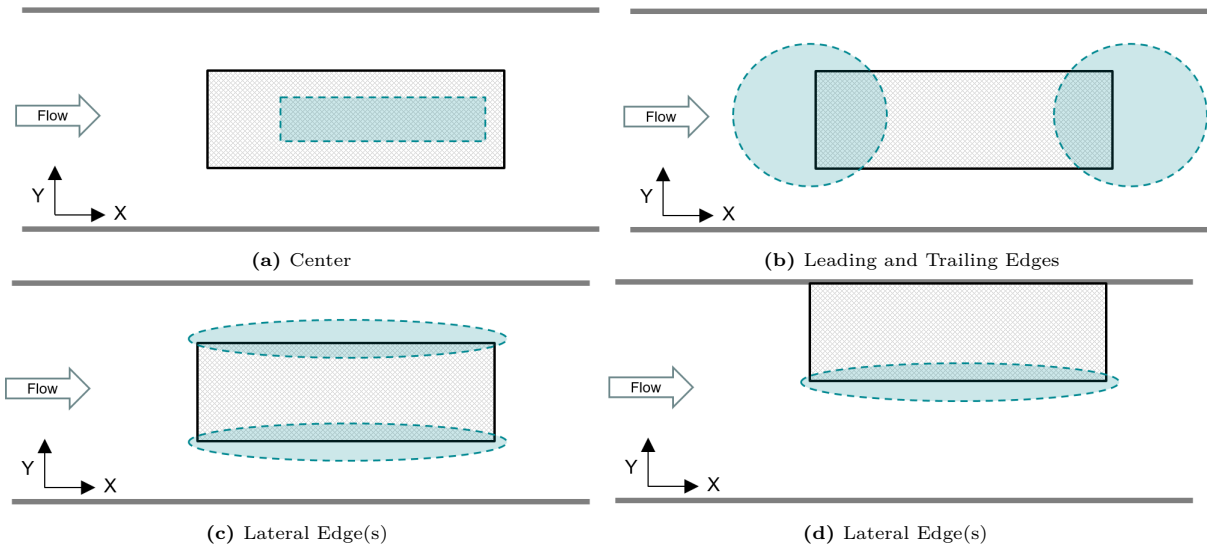 Flow
Y
X
(a) Center
Flow
Y
X
(b) Leading and Trailing Edges
Flow
Y
X
(c) Lateral Edge(s)
Flow
Y
X
(d) Lateral Edge(s)